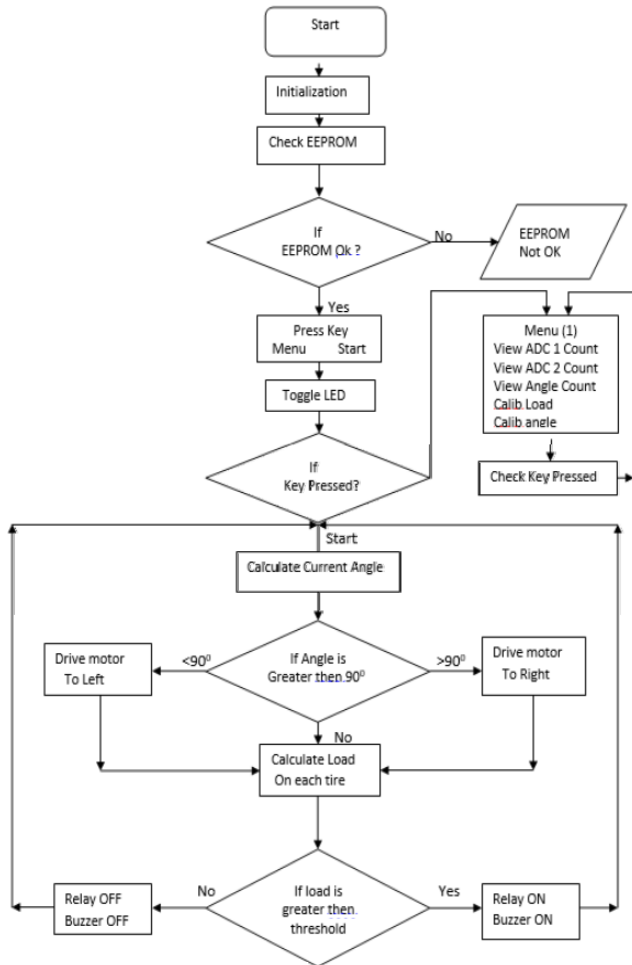 Start
Initialization
Check EEPROM
If
EEPROM Ok ?
No
EEPROM
Not OK
Yes
Press Key
Menu Start
Toggle LED
Menu (1)
View ADC 1 Count
View ADC 2 Count
View Angle Count
Calib Load
Calib angle
Check Key Pressed
If
Key Pressed?
Start
Calculate Current Angle
If Angle is
Greater then 90⁰
<90⁰
>90⁰
Drive motor
To Left
Drive motor
To Right
No
Calculate Load
On each tire
If load is
greater then
threshold
No
Yes
Relay OFF
Buzzer OFF
Relay ON
Buzzer ON